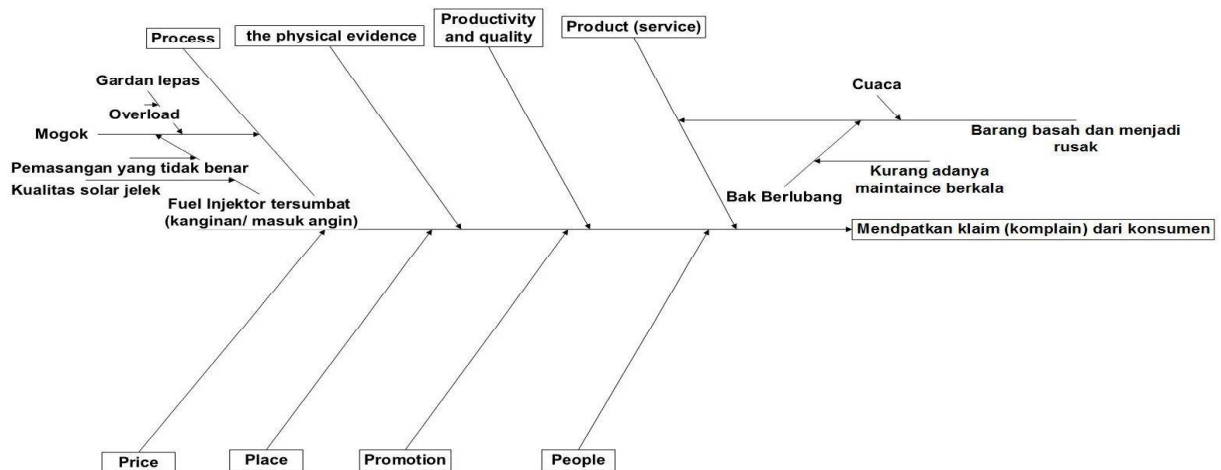 Process
the physical evidence
Productivity
and quality
Product (service)
Gardan lepas
Overload
Mogok
Pemasangan yang tidak benar
Kualitas solar jelek
Fuel Injektor tersumbat
(kanginan/ masuk angin)
Cuaca
Barang basah dan menjadi
rusak
Kurang adanya
maintaince berkala
Bak Berlubang
Mendpatkan klaim (komplain) dari konsumen
Price
Place
Promotion
People